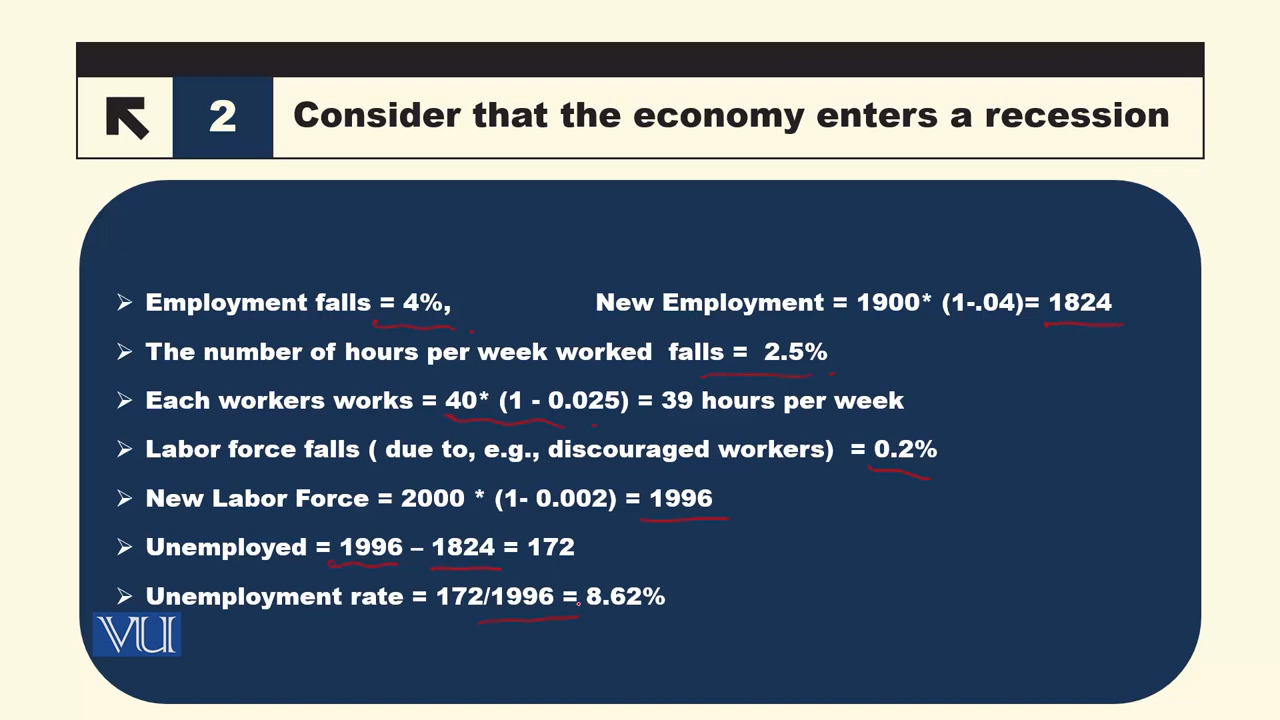 2 Consider that the economy enters a recession
➢ Employment falls = 4%, New Employment = 1900* (1-.04)= 1824
➢ The number of hours per week worked falls = 2.5%
➢ Each workers works = 40* (1 - 0.025) = 39 hours per week
➢ Labor force falls ( due to, e.g., discouraged workers) = 0.2%
➢ New Labor Force = 2000 * (1- 0.002) = 1996
➢ Unemployed = 1996 – 1824 = 172
➢ Unemployment rate = 172/1996 = 8.62%
VU